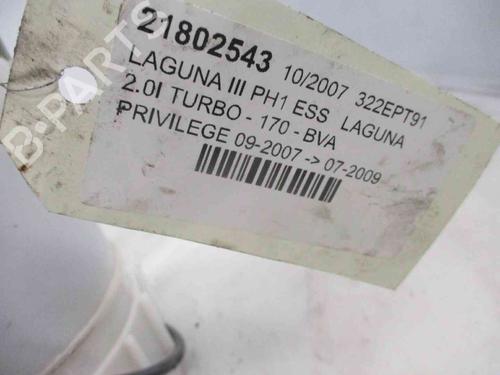 21802543 10/2007 322EPT91
LAGUNA III PH1 ESS LAGUNA
2.0I TURBO - 170 - BVA
PRIVILEGE 09-2007 -> 07-2009
B-PARTS